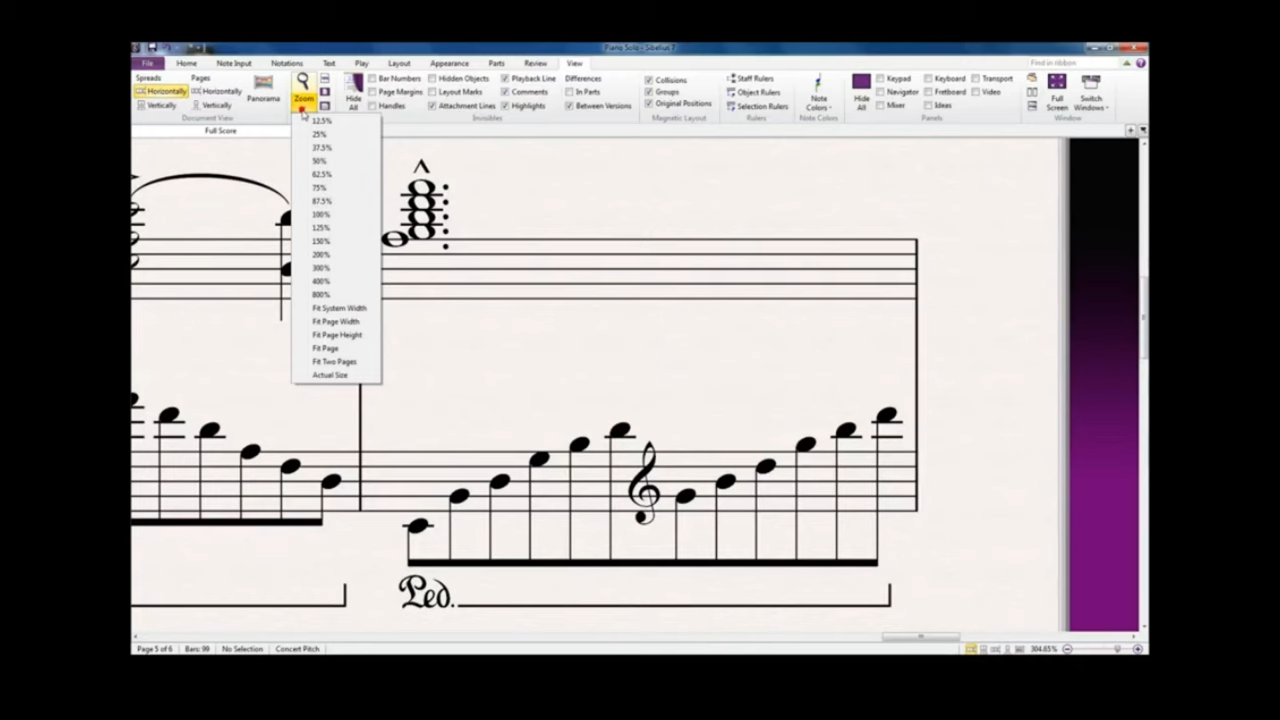 Piano Solo - Sibelius 7
File Home Note Input Notations Text Play Layout Appearance Parts Review View Find in ribbon
Spreads Pages Bar Numbers Hidden Objects Playback Line Differences Collisions Staff Rulers Keypad Keyboard Transport
Horizontally Horizontally Panorama Zoom Hide All Page Margins Layout Marks Comments In Parts Groups Object Rulers Note Colors Hide All Navigator Fretboard Video Full Screen Switch Windows
Vertically Vertically Handles Attachment Lines Highlights Between Versions Original Positions Selection Rulers Mixer Ideas
Document View Invisibles Magnetic Layout Rulers Note Colors Panels Window
Full Score
12.5%
25%
37.5%
50%
62.5%
75%
87.5%
100%
125%
150%
200%
300%
400%
800%
Fit System Width
Fit Page Width
Fit Page Height
Fit Page
Fit Two Pages
Actual Size
Ped.
Page 5 of 6 Bars: 99 No Selection Concert Pitch 304.65%